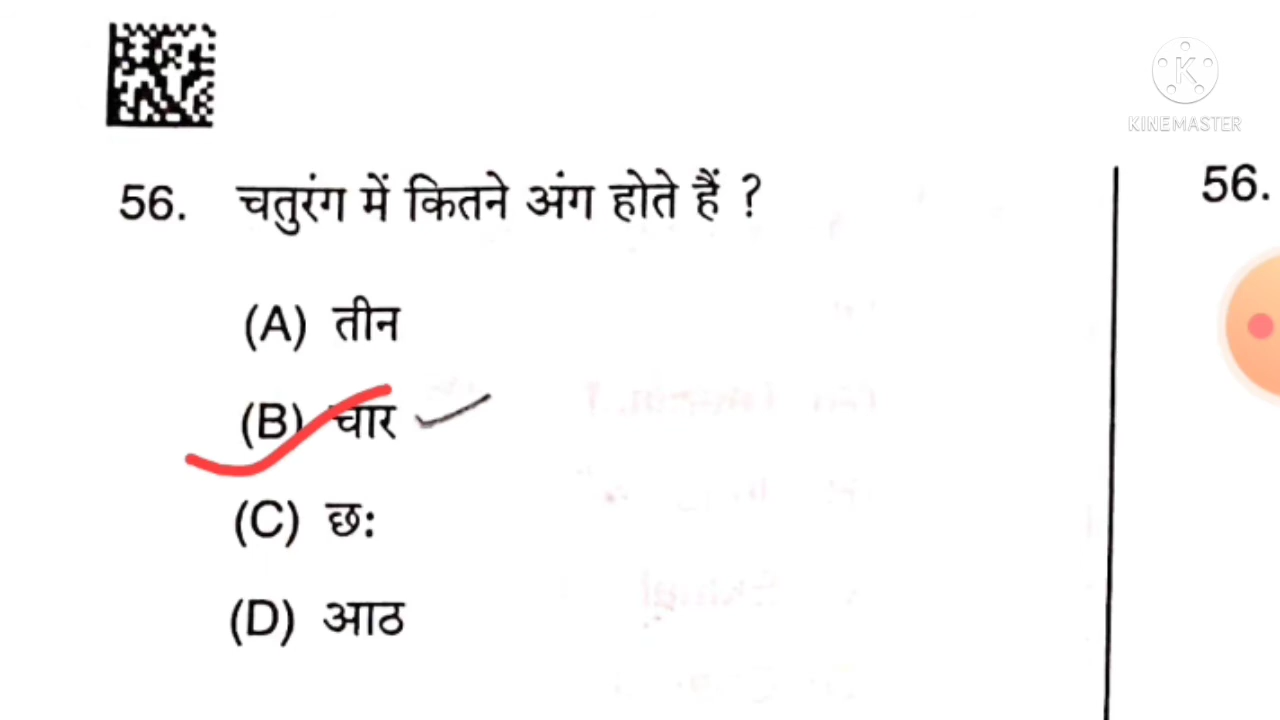 KINEMASTER
56. चतुरंग में कितने अंग होते हैं ?
56.
(A) तीन
(B) चार
(C) छः
(D) आठ